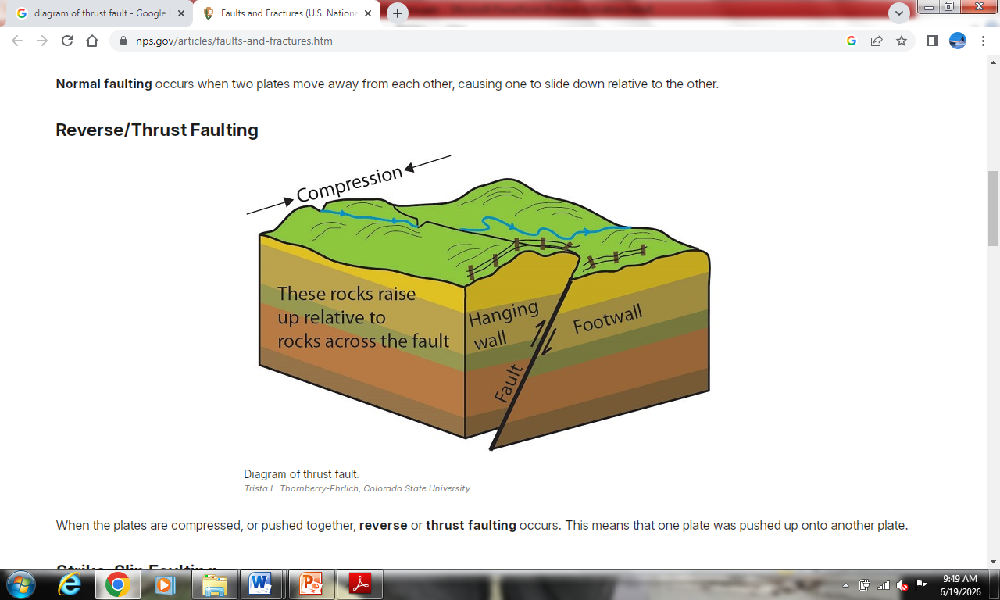 diagram of thrust fault - Google
Faults and Fractures (U.S. Nationa
nps.gov/articles/faults-and-fractures.htm
Normal faulting occurs when two plates move away from each other, causing one to slide down relative to the other.
Reverse/Thrust Faulting
Compression
These rocks raise
up relative to
rocks across the fault
Hanging
wall
Footwall
Fault
Diagram of thrust fault.
Trista L. Thornberry-Ehrlich, Colorado State University.
When the plates are compressed, or pushed together, reverse or thrust faulting occurs. This means that one plate was pushed up onto another plate.
Strike-Slip Faulting
9:49 AM
6/19/2026